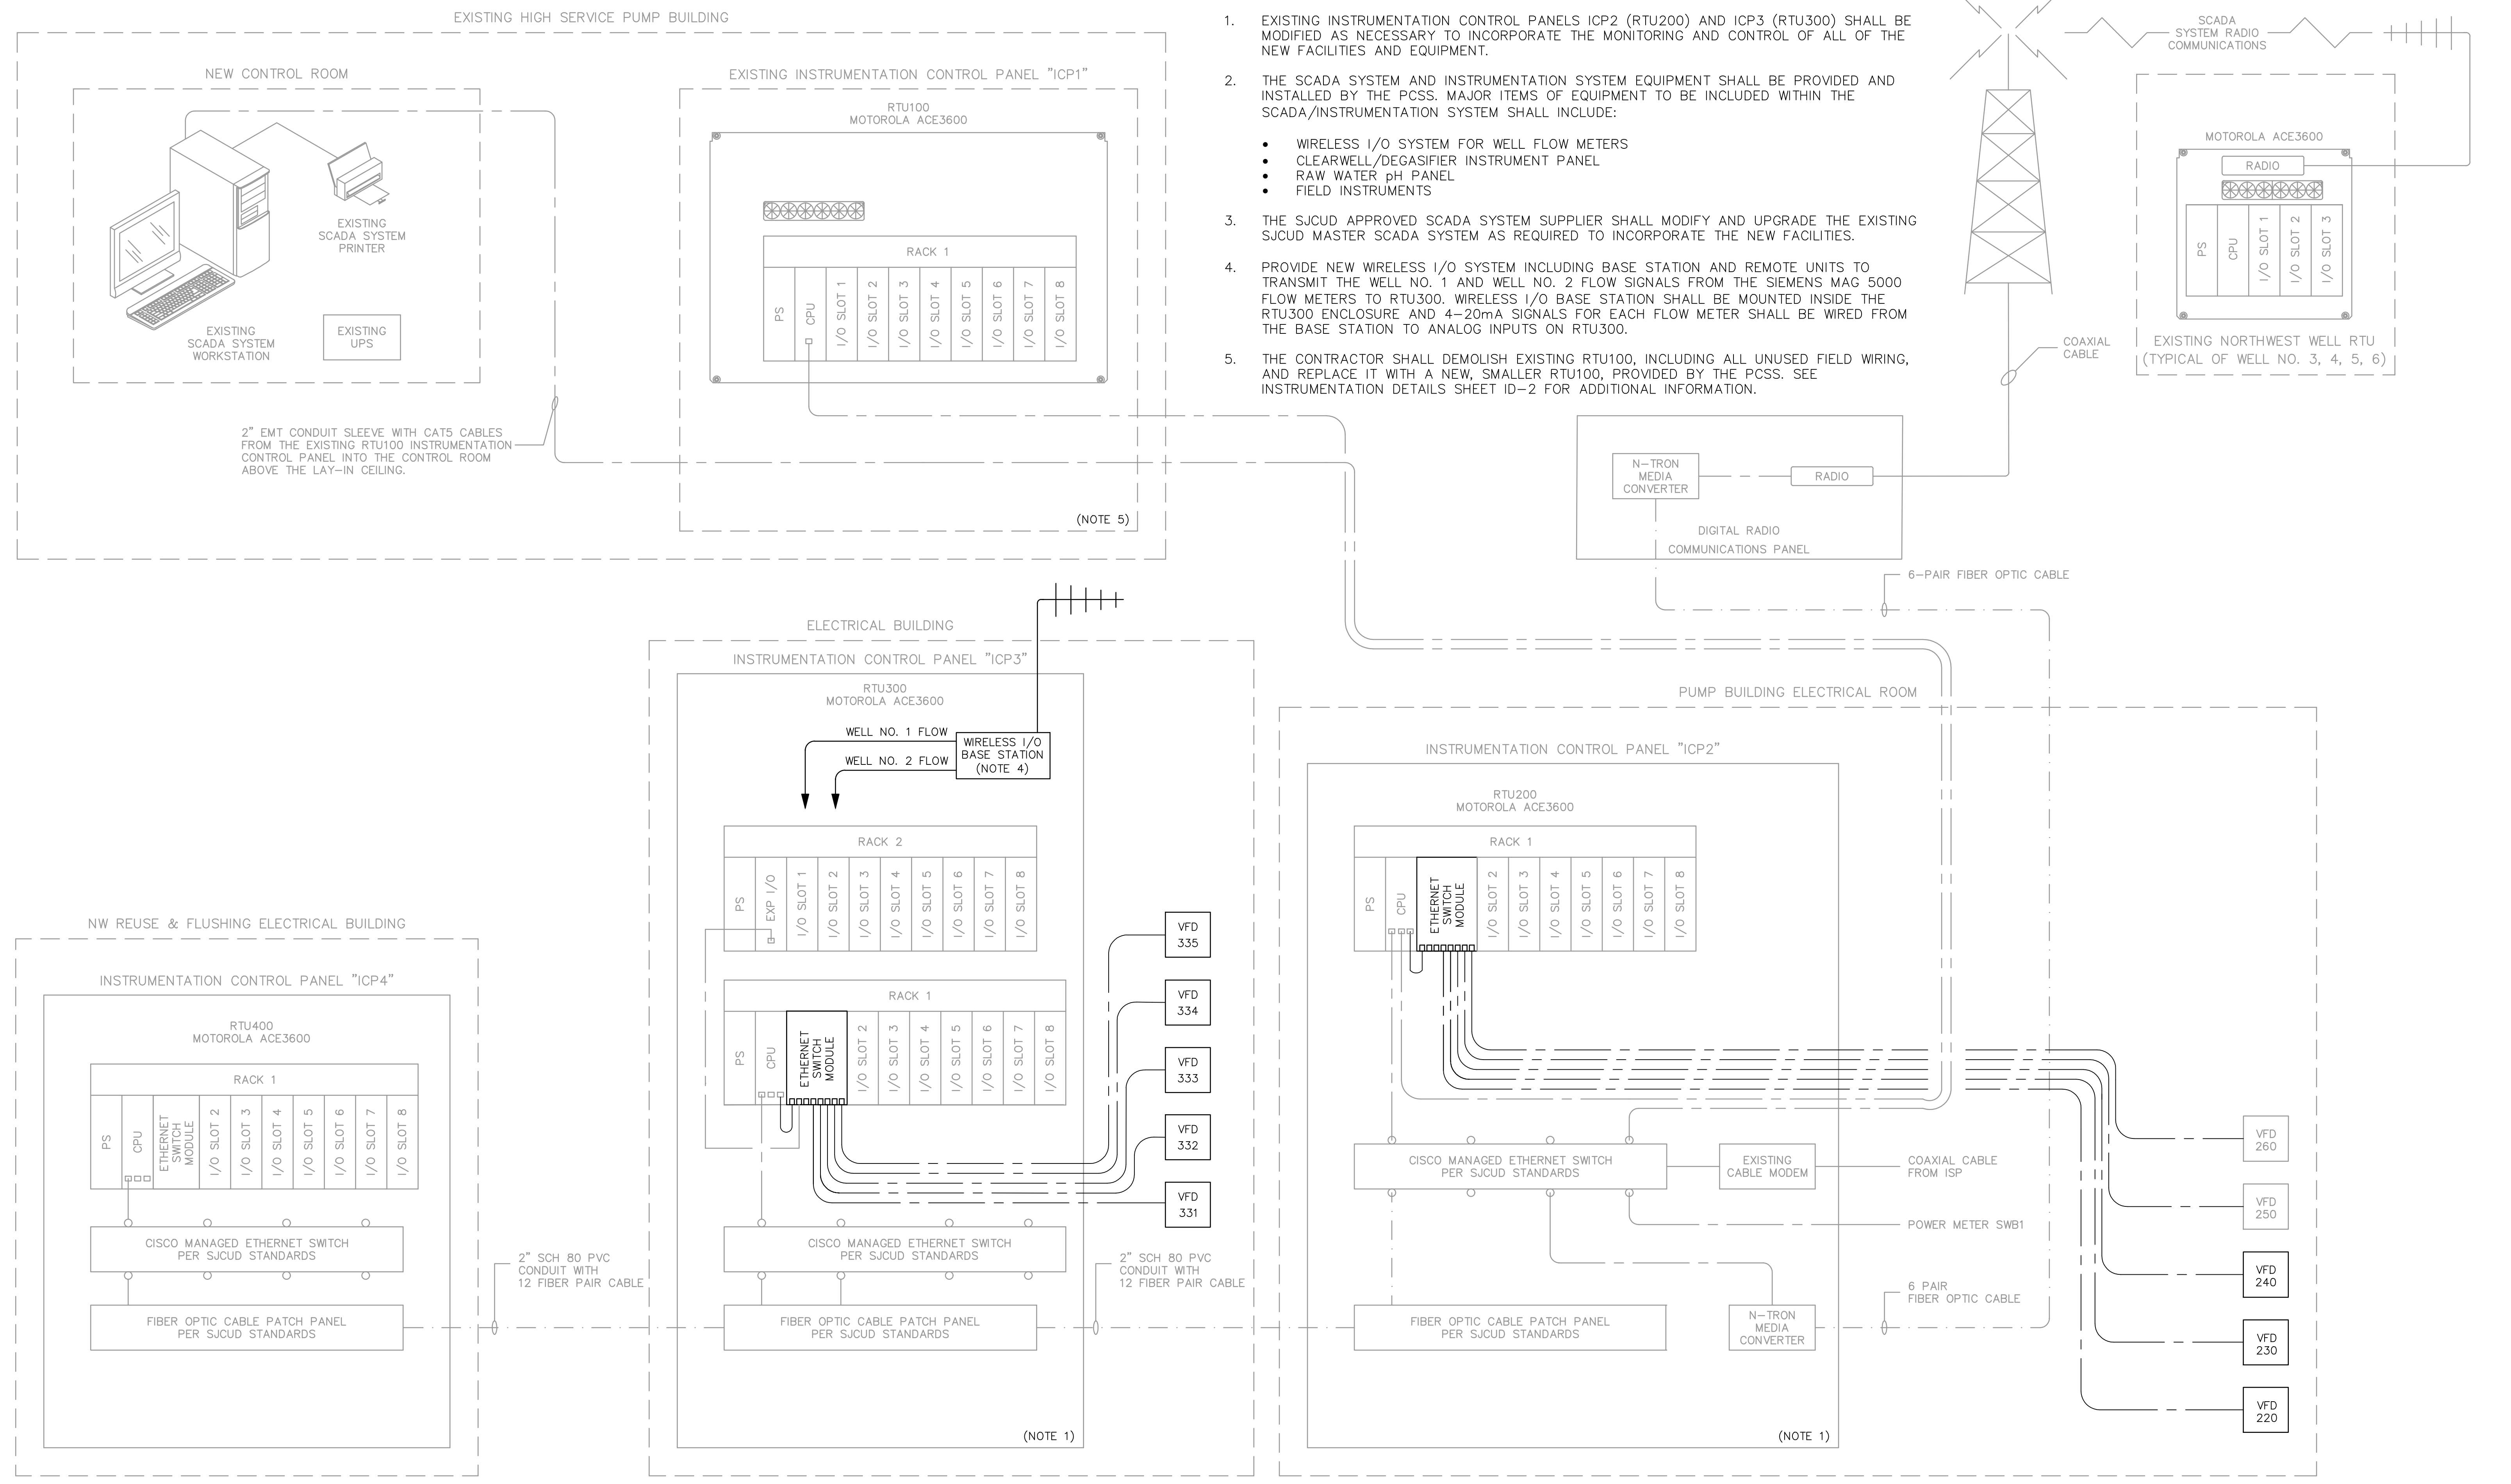 EXISTING HIGH SERVICE PUMP BUILDING
NEW CONTROL ROOM
EXISTING
SCADA SYSTEM
PRINTER
EXISTING
SCADA SYSTEM
WORKSTATION
EXISTING
UPS
2" EMT CONDUIT SLEEVE WITH CAT5 CABLES
FROM THE EXISTING RTU100 INSTRUMENTATION
CONTROL PANEL INTO THE CONTROL ROOM
ABOVE THE LAY-IN CEILING.
EXISTING INSTRUMENTATION CONTROL PANEL "ICP1"
RTU100
MOTOROLA ACE3600
RACK 1
PS
CPU
I/O SLOT 1
I/O SLOT 2
I/O SLOT 3
I/O SLOT 4
I/O SLOT 5
I/O SLOT 6
I/O SLOT 7
I/O SLOT 8
(NOTE 5)
1. EXISTING INSTRUMENTATION CONTROL PANELS ICP2 (RTU200) AND ICP3 (RTU300) SHALL BE
MODIFIED AS NECESSARY TO INCORPORATE THE MONITORING AND CONTROL OF ALL OF THE
NEW FACILITIES AND EQUIPMENT.
2. THE SCADA SYSTEM AND INSTRUMENTATION SYSTEM EQUIPMENT SHALL BE PROVIDED AND
INSTALLED BY THE PCSS. MAJOR ITEMS OF EQUIPMENT TO BE INCLUDED WITHIN THE
SCADA/INSTRUMENTATION SYSTEM SHALL INCLUDE:
• WIRELESS I/O SYSTEM FOR WELL FLOW METERS
• CLEARWELL/DEGASIFIER INSTRUMENT PANEL
• RAW WATER pH PANEL
• FIELD INSTRUMENTS
3. THE SJCUD APPROVED SCADA SYSTEM SUPPLIER SHALL MODIFY AND UPGRADE THE EXISTING
SJCUD MASTER SCADA SYSTEM AS REQUIRED TO INCORPORATE THE NEW FACILITIES.
4. PROVIDE NEW WIRELESS I/O SYSTEM INCLUDING BASE STATION AND REMOTE UNITS TO
TRANSMIT THE WELL NO. 1 AND WELL NO. 2 FLOW SIGNALS FROM THE SIEMENS MAG 5000
FLOW METERS TO RTU300. WIRELESS I/O BASE STATION SHALL BE MOUNTED INSIDE THE
RTU300 ENCLOSURE AND 4-20mA SIGNALS FOR EACH FLOW METER SHALL BE WIRED FROM
THE BASE STATION TO ANALOG INPUTS ON RTU300.
5. THE CONTRACTOR SHALL DEMOLISH EXISTING RTU100, INCLUDING ALL UNUSED FIELD WIRING,
AND REPLACE IT WITH A NEW, SMALLER RTU100, PROVIDED BY THE PCSS. SEE
INSTRUMENTATION DETAILS SHEET ID-2 FOR ADDITIONAL INFORMATION.
SCADA
SYSTEM RADIO
COMMUNICATIONS
MOTOROLA ACE3600
RADIO
PS
CPU
I/O SLOT 1
I/O SLOT 2
I/O SLOT 3
EXISTING NORTHWEST WELL RTU
(TYPICAL OF WELL NO. 3, 4, 5, 6)
COAXIAL
CABLE
N-TRON
MEDIA
CONVERTER
RADIO
DIGITAL RADIO
COMMUNICATIONS PANEL
6-PAIR FIBER OPTIC CABLE
ELECTRICAL BUILDING
INSTRUMENTATION CONTROL PANEL "ICP3"
RTU300
MOTOROLA ACE3600
WELL NO. 1 FLOW
WELL NO. 2 FLOW
WIRELESS I/O
BASE STATION
(NOTE 4)
RACK 2
PS
EXP I/O
I/O SLOT 1
I/O SLOT 2
I/O SLOT 3
I/O SLOT 4
I/O SLOT 5
I/O SLOT 6
I/O SLOT 7
I/O SLOT 8
RACK 1
PS
CPU
ETHERNET
SWITCH
MODULE
I/O SLOT 2
I/O SLOT 3
I/O SLOT 4
I/O SLOT 5
I/O SLOT 6
I/O SLOT 7
I/O SLOT 8
VFD
335
VFD
334
VFD
333
VFD
332
VFD
331
CISCO MANAGED ETHERNET SWITCH
PER SJCUD STANDARDS
FIBER OPTIC CABLE PATCH PANEL
PER SJCUD STANDARDS
2" SCH 80 PVC
CONDUIT WITH
12 FIBER PAIR CABLE
(NOTE 1)
NW REUSE & FLUSHING ELECTRICAL BUILDING
INSTRUMENTATION CONTROL PANEL "ICP4"
RTU400
MOTOROLA ACE3600
RACK 1
PS
CPU
ETHERNET
SWITCH
MODULE
I/O SLOT 2
I/O SLOT 3
I/O SLOT 4
I/O SLOT 5
I/O SLOT 6
I/O SLOT 7
I/O SLOT 8
CISCO MANAGED ETHERNET SWITCH
PER SJCUD STANDARDS
FIBER OPTIC CABLE PATCH PANEL
PER SJCUD STANDARDS
2" SCH 80 PVC
CONDUIT WITH
12 FIBER PAIR CABLE
PUMP BUILDING ELECTRICAL ROOM
INSTRUMENTATION CONTROL PANEL "ICP2"
RTU200
MOTOROLA ACE3600
RACK 1
PS
CPU
ETHERNET
SWITCH
MODULE
I/O SLOT 2
I/O SLOT 3
I/O SLOT 4
I/O SLOT 5
I/O SLOT 6
I/O SLOT 7
I/O SLOT 8
CISCO MANAGED ETHERNET SWITCH
PER SJCUD STANDARDS
EXISTING
CABLE MODEM
COAXIAL CABLE
FROM ISP
POWER METER SWB1
6 PAIR
FIBER OPTIC CABLE
FIBER OPTIC CABLE PATCH PANEL
PER SJCUD STANDARDS
N-TRON
MEDIA
CONVERTER
(NOTE 1)
VFD
260
VFD
250
VFD
240
VFD
230
VFD
220